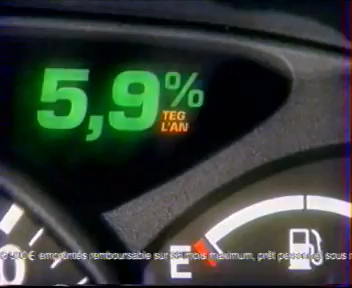 5,9%
TEG
L'AN
€ empruntés remboursable sur mois maximum, prêt personnel sous
E